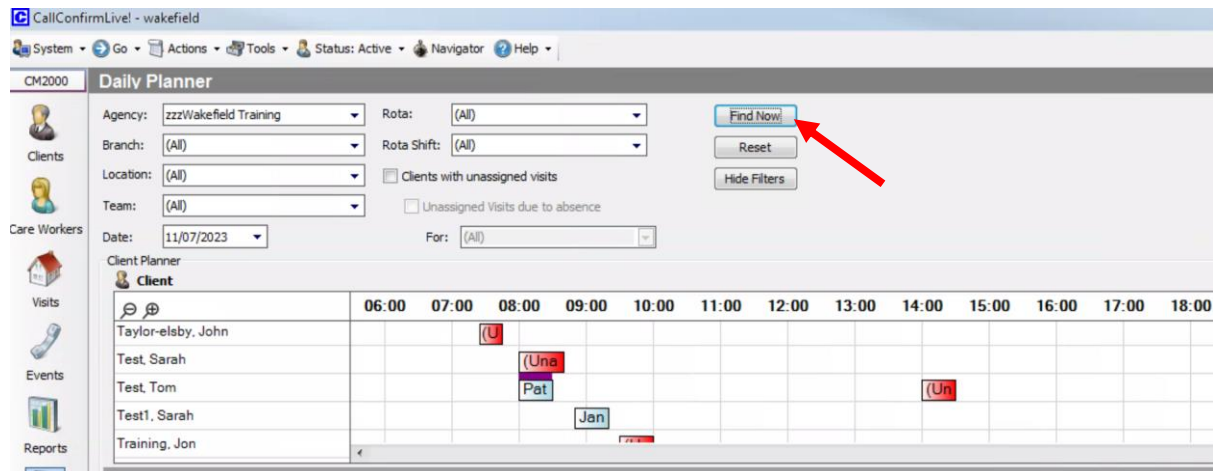 CallConfirmLive! - wakefield
System Go Actions Tools Status: Active Navigator Help
CM2000
Daily Planner
Agency: zzzWakefield Training Rota: (All) Find Now
Branch: (All) Rota Shift: (All) Reset
Clients
Location: (All) Clients with unassigned visits Hide Filters
Team: (All) Unassigned Visits due to absence
Care Workers
Date: 11/07/2023 For: (All)
Client Planner
Client
Visits
06:00 07:00 08:00 09:00 10:00 11:00 12:00 13:00 14:00 15:00 16:00 17:00 18:00
Taylor-elsby, John (U
Test, Sarah (Una
Events
Test, Tom Pat (Un
Test1, Sarah Jan
Training, Jon
Reports